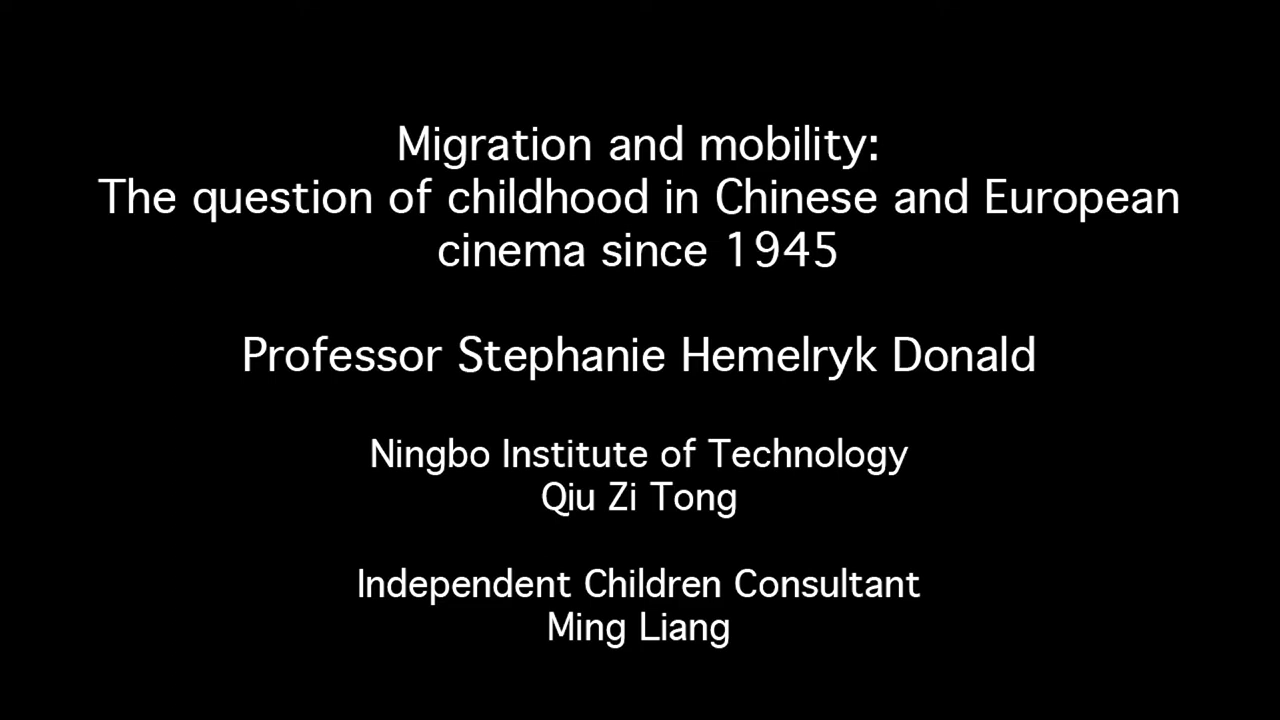 Migration and mobility:
The question of childhood in Chinese and European
cinema since 1945
Professor Stephanie Hemelryk Donald
Ningbo Institute of Technology
Qiu Zi Tong
Independent Children Consultant
Ming Liang